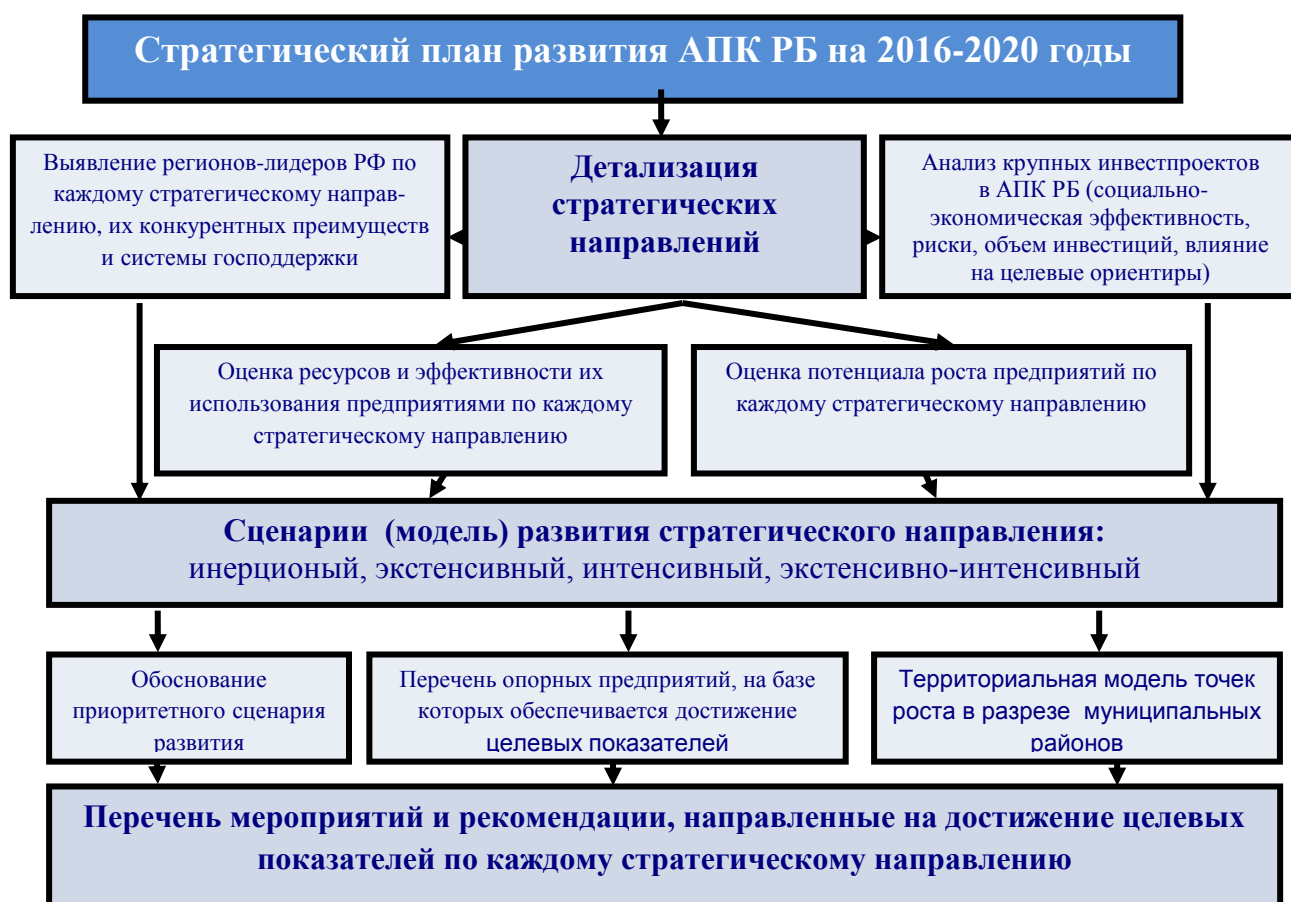 Стратегический план развития АПК РБ на 2016-2020 годы
Выявление регионов-лидеров РФ по
каждому стратегическому направ-
лению, их конкурентных преимуществ
и системы господдержки
Детализация
стратегических
направлений
Анализ крупных инвестпроектов
в АПК РБ (социально-
экономическая эффективность,
риски, объем инвестиций, влияние
на целевые ориентиры)
Оценка ресурсов и эффективности их
использования предприятиями по каждому
стратегическому направлению
Оценка потенциала роста предприятий по
каждому стратегическому направлению
Сценарии (модель) развития стратегического направления:
инерционый, экстенсивный, интенсивный, экстенсивно-интенсивный
Обоснование
приоритетного сценария
развития
Перечень опорных предприятий, на базе
которых обеспечивается достижение
целевых показателей
Территориальная модель точек
роста в разрезе муниципальных
районов
Перечень мероприятий и рекомендации, направленные на достижение целевых
показателей по каждому стратегическому направлению